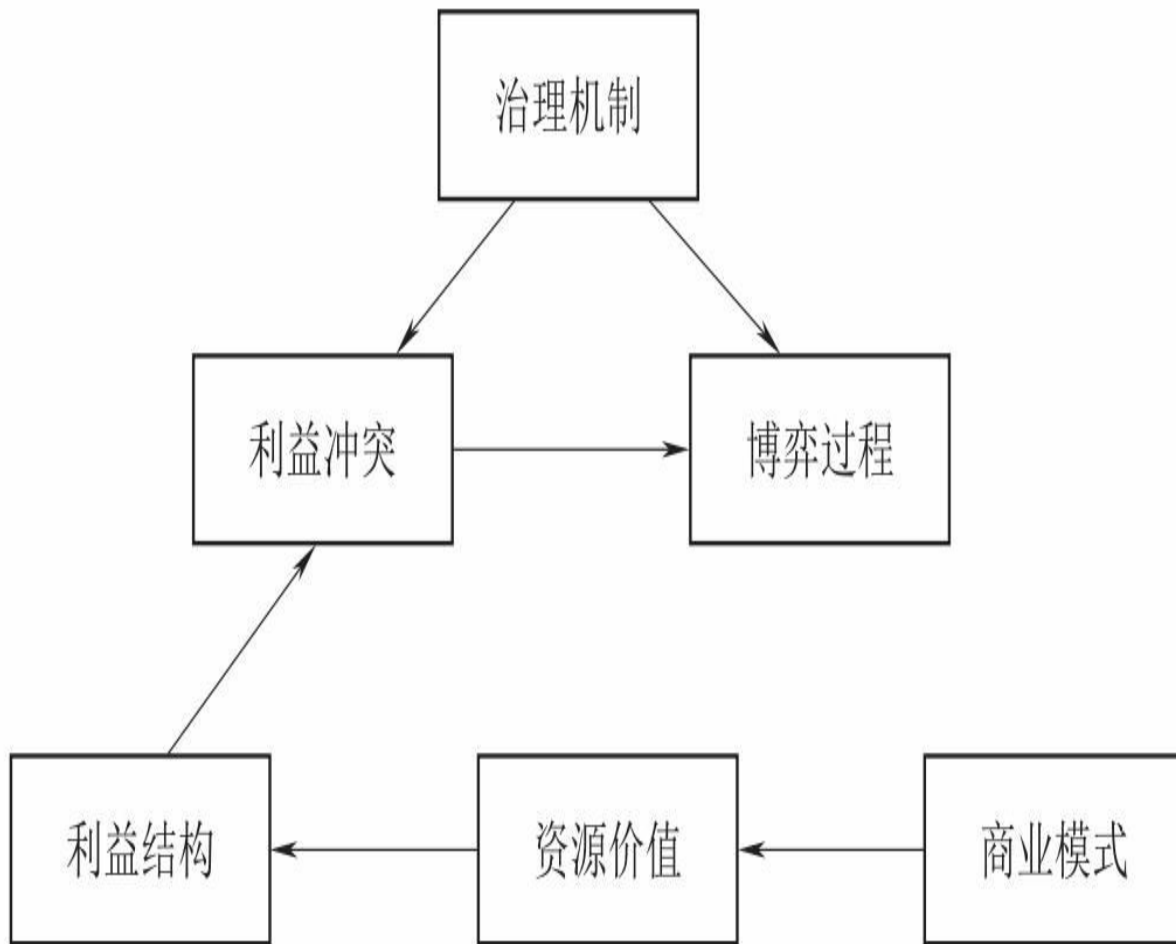 治理机制
利益冲突
博弈过程
利益结构
资源价值
商业模式